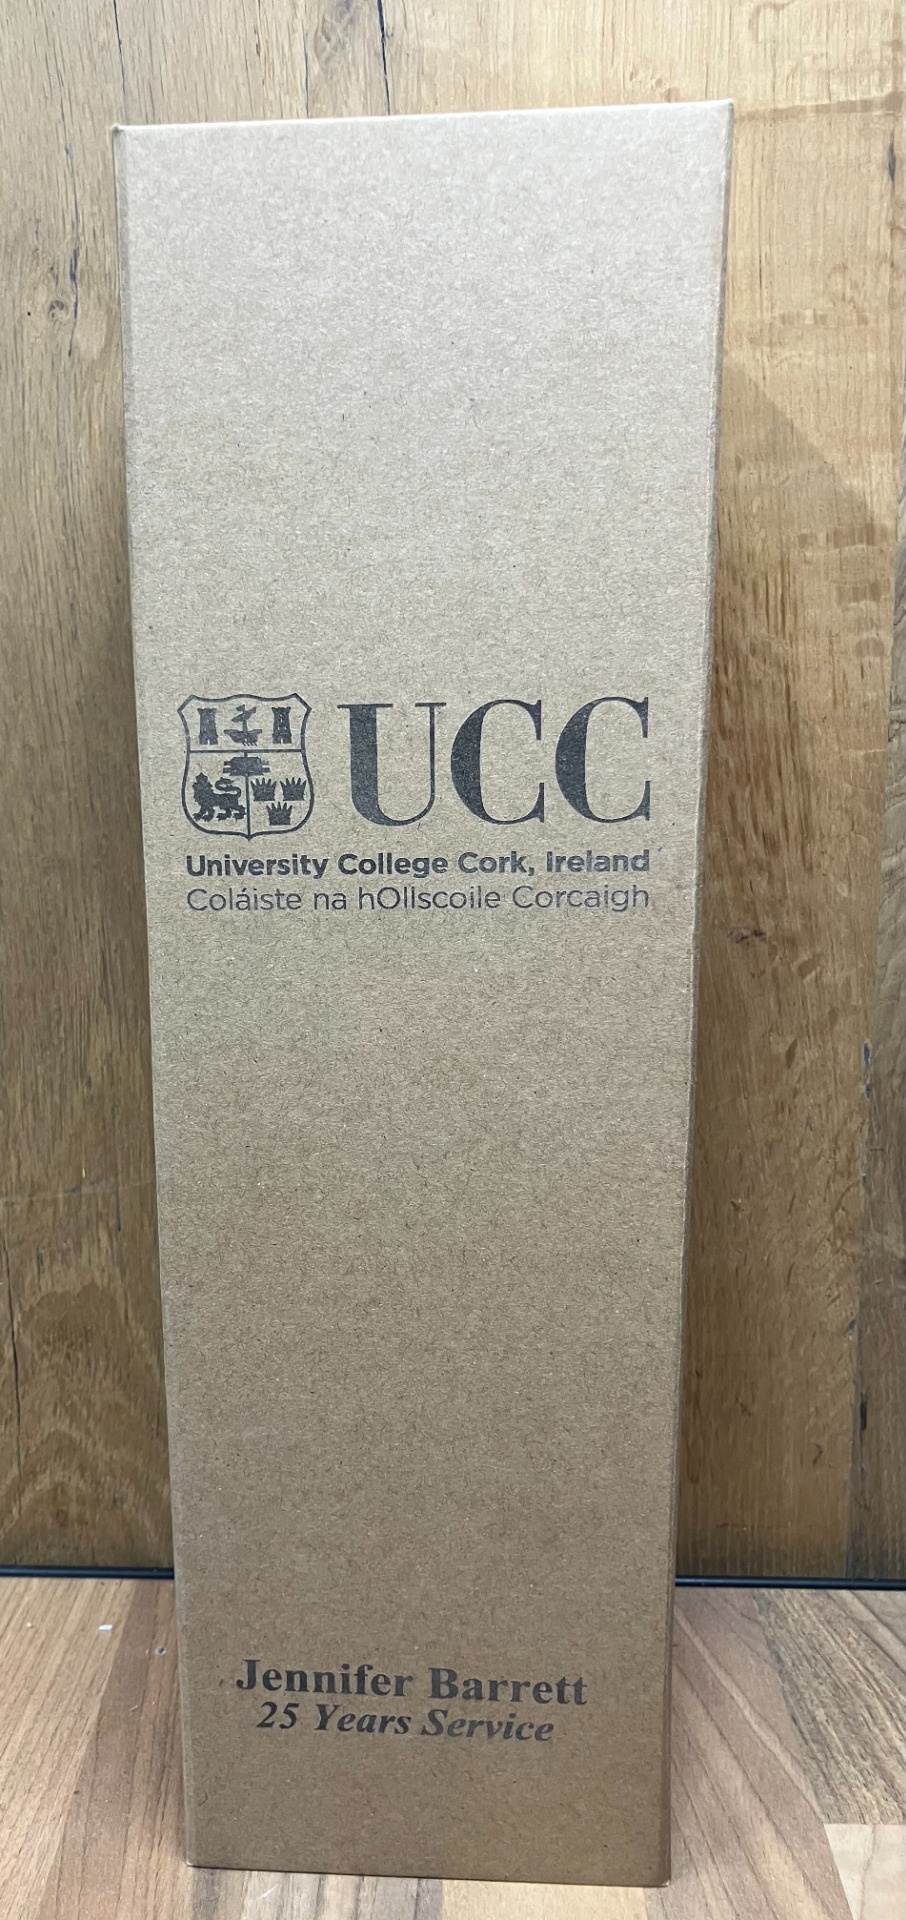 UCC
University College Cork, Ireland
Coláiste na hOllscoile Corcaigh
Jennifer Barrett
25 Years Service